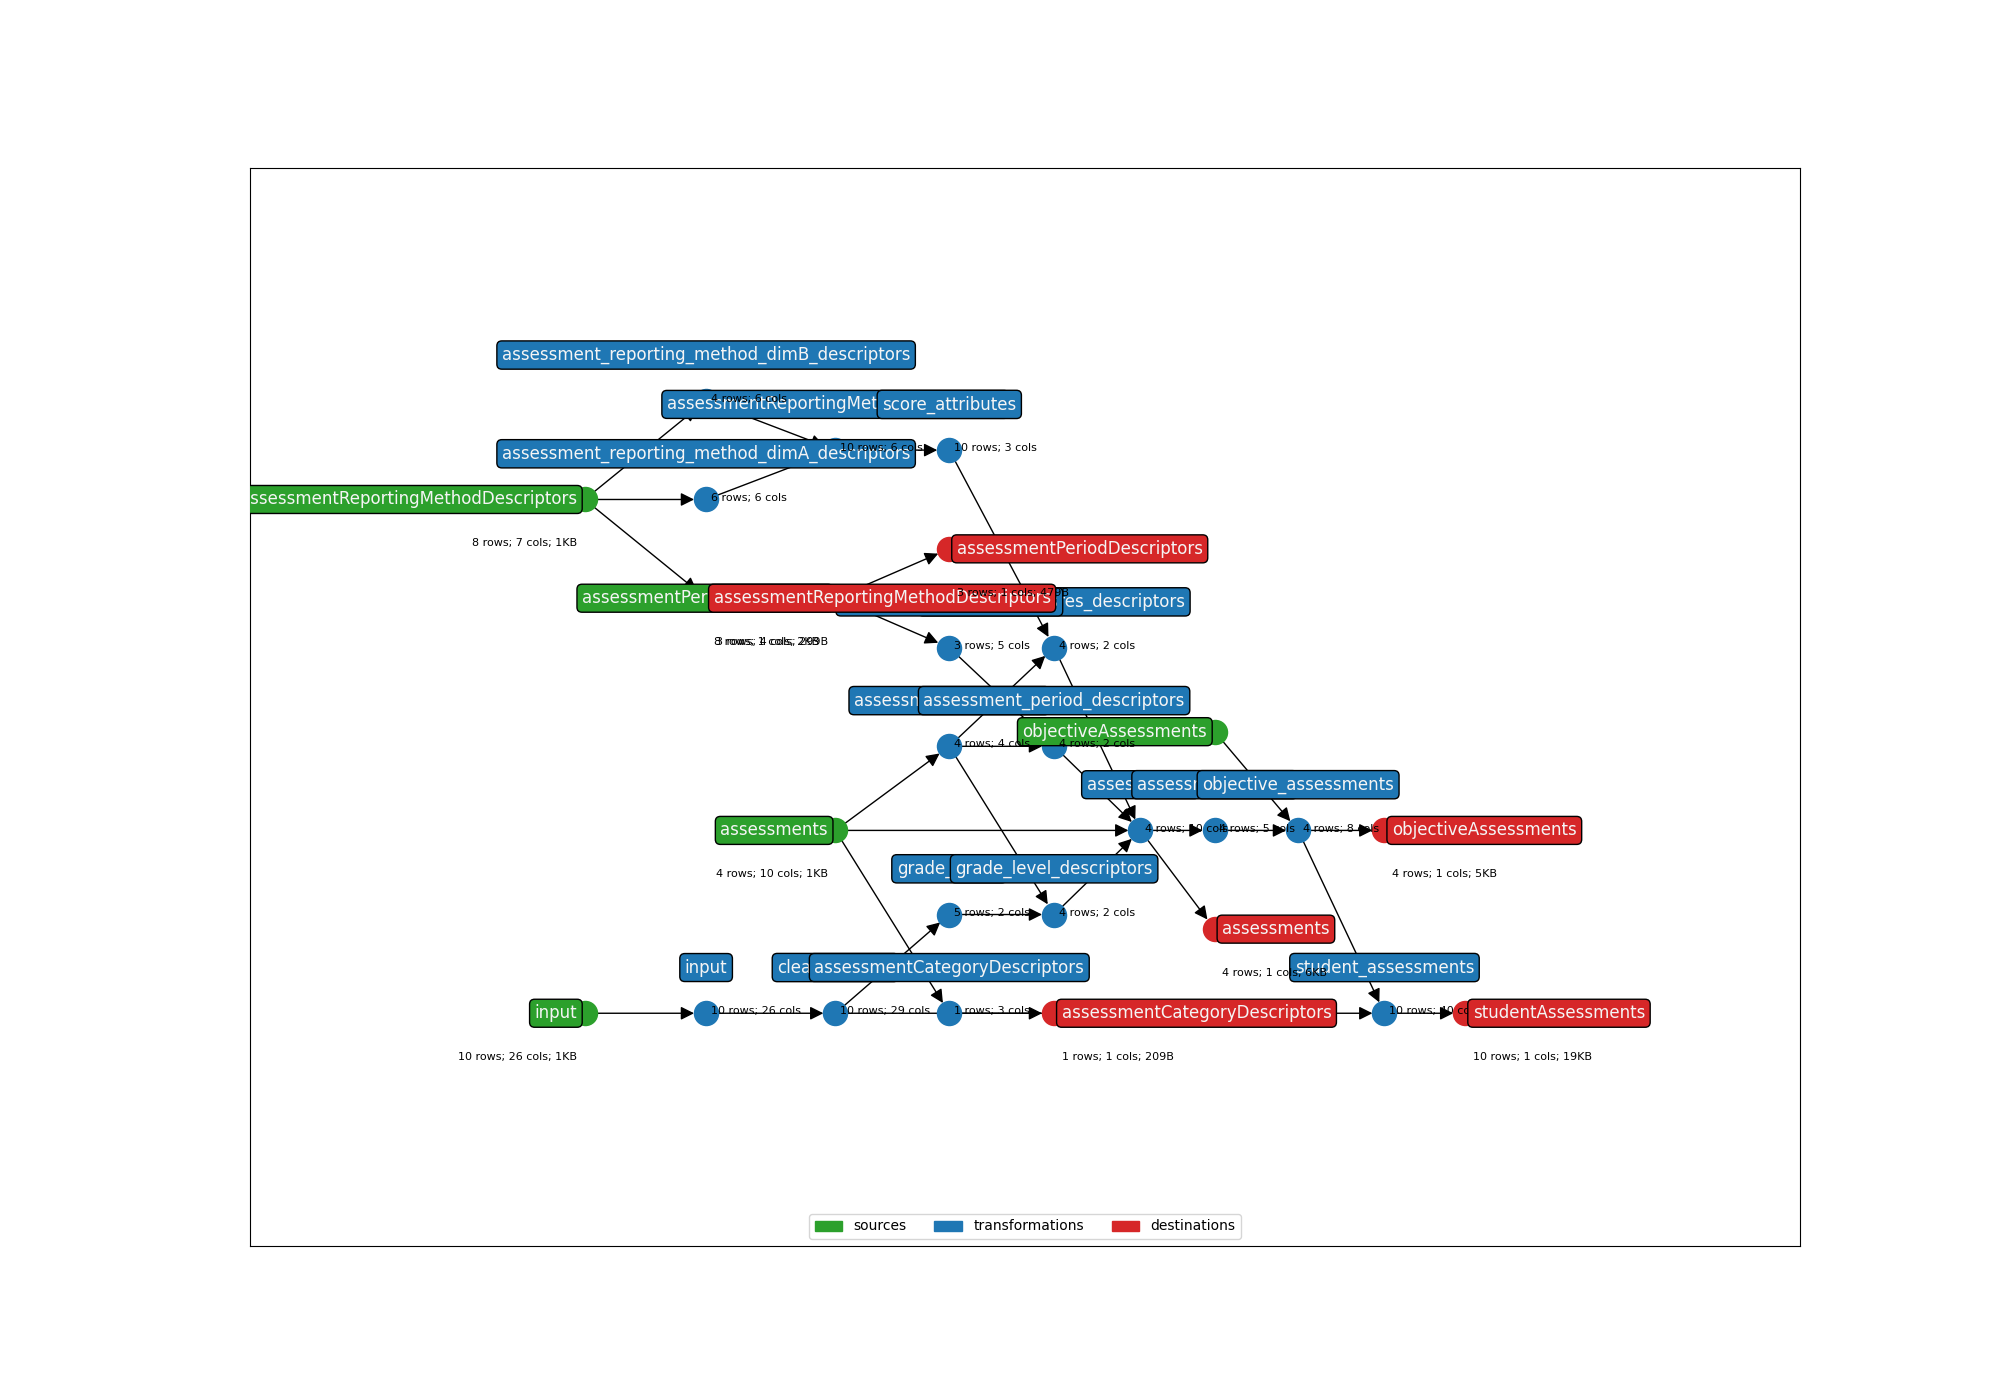 assessment_reporting_method_dimB_descriptors
4 rows; 6 cols
assessmentReportingMet
score_attributes
assessment_reporting_method_dimA_descriptors
10 rows; 6 cols
10 rows; 3 cols
ssessmentReportingMethodDescriptors
6 rows; 6 cols
8 rows; 7 cols; 1KB
assessmentPeriodDescriptors
3 rows; 1 cols; 479B
assessmentPer
assessmentReportingMethodDescriptors
res_descriptors
3 rows; 5 cols
4 rows; 2 cols
assessm
assessment_period_descriptors
objectiveAssessments
4 rows; 4 cols
4 rows; 2 cols
asses
assessm
objective_assessments
assessments
4 rows; 10 cols
4 rows; 5 cols
4 rows; 8 cols
objectiveAssessments
4 rows; 10 cols; 1KB
grade_
grade_level_descriptors
4 rows; 1 cols; 5KB
5 rows; 2 cols
4 rows; 2 cols
assessments
4 rows; 1 cols; 6KB
input
clea
assessmentCategoryDescriptors
student_assessments
input
10 rows; 26 cols
10 rows; 29 cols
1 rows; 3 cols
assessmentCategoryDescriptors
10 rows;
studentAssessments
10 rows; 26 cols; 1KB
1 rows; 1 cols; 209B
10 rows; 1 cols; 19KB
sources
transformations
destinations